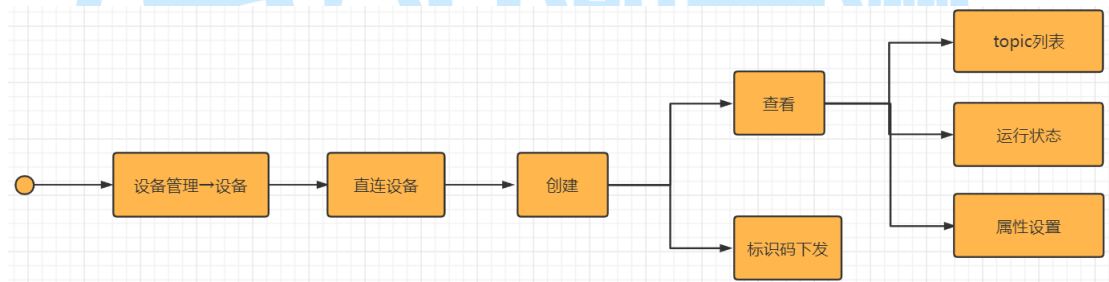 设备管理→设备
直连设备
创建
查看
标识码下发
topic列表
运行状态
属性设置